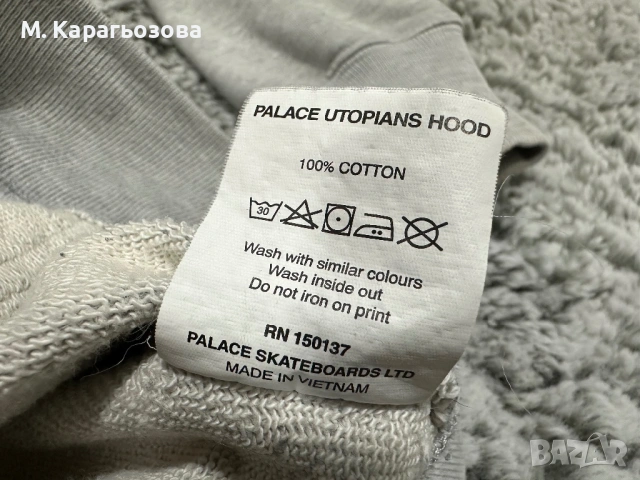 М. Карагьозова
PALACE UTOPIANS HOOD
100% COTTON
30
Wash with similar colours
Wash inside out
Do not iron on print
RN 150137
PALACE SKATEBOARDS LTD
MADE IN VIETNAM
BAZAR